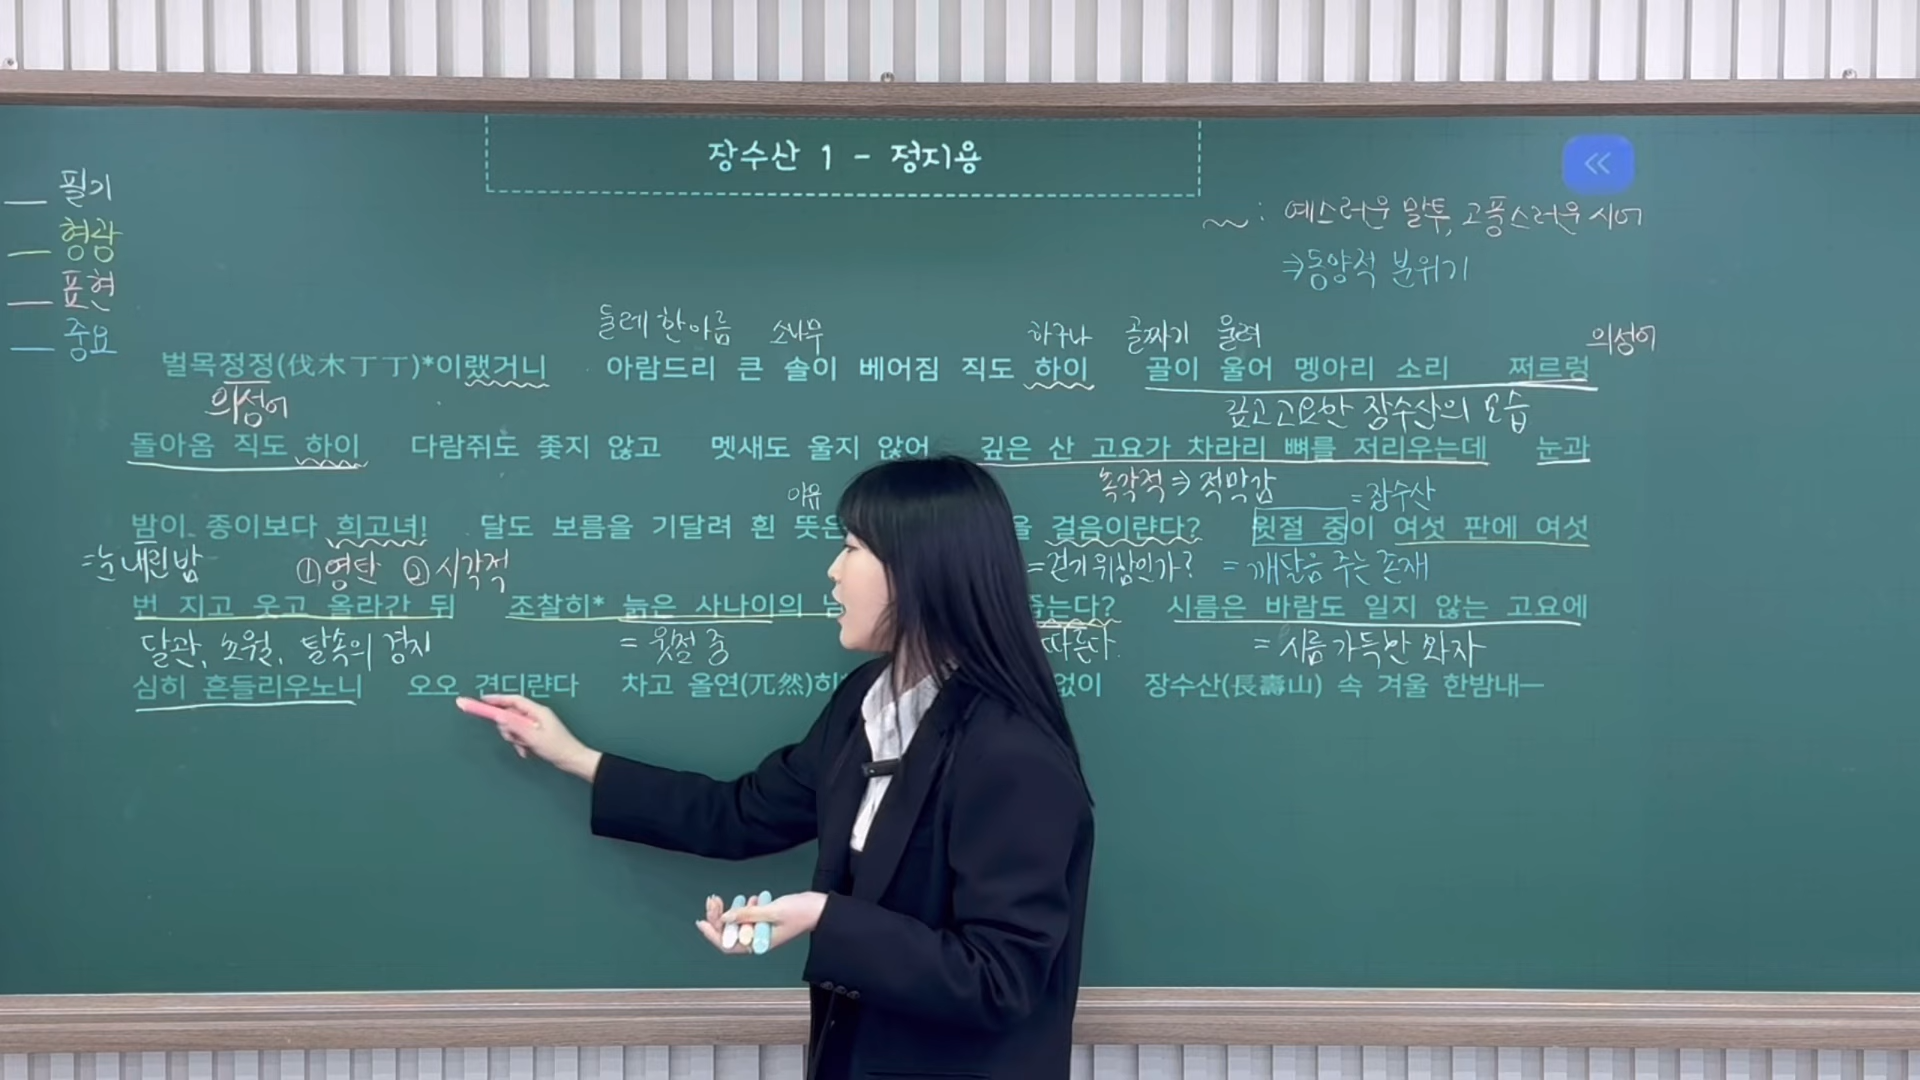 장수산 1 - 정지용
필기
형광
표현
중요
~ : 예스러운 말투, 고풍스러운 시어
⇒동양적 분위기
둘레 한아름 소나무 하구나 골짜기 울려 의성어
벌목정정(伐木丁丁)*이랬거니 아람드리 큰 솔이 베어짐 직도 하이 골이 울어 멩아리 소리 쩌르렁
의성어 깊고 고요한 장수산의 모습
돌아옴 직도 하이 다람쥐도 좇지 않고 멧새도 울지 않어 깊은 산 고요가 차라리 뼈를 저리우는데 눈과
촉각적 ⇒ 적막감
여유 = 장수산
밤이 종이보다 희고녀! 달도 보름을 기달려 흰 뜻은 걸음이랸다? 웟절 중이 여섯 판에 여섯
=눈 내린 밤 ①영탄 ②시각적 =걷기 위함인가? = 깨달음 주는 존재
번 지고 웃고 올라간 뒤 조찰히* 늙은 사나이의 줍는다? 시름은 바람도 일지 않는 고요에
달관, 초월, 탈속의 경지 = 웟절 중 따른다. = 시름 가득한 화자
심히 흔들리우노니 오오 견디랸다 차고 올연(兀然)히 없이 장수산(長壽山) 속 겨울 한밤내—